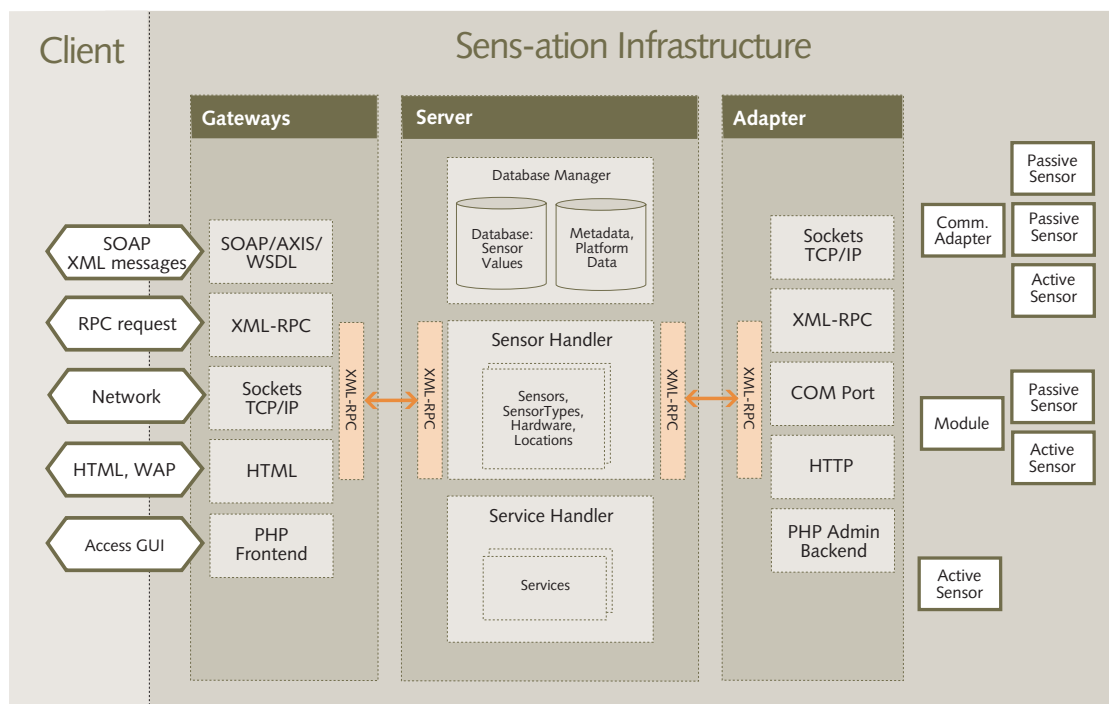 Client
Sens-ation Infrastructure
Gateways
Server
Adapter
SOAP
XML messages
RPC request
Network
HTML, WAP
Access GUI
SOAP/AXIS/
WSDL
XML-RPC
Sockets
TCP/IP
HTML
PHP
Frontend
XML-RPC
XML-RPC
Database Manager
Database:
Sensor
Values
Metadata,
Platform
Data
Sensor Handler
Sensors,
SensorTypes,
Hardware,
Locations
Service Handler
Services
XML-RPC
XML-RPC
Sockets
TCP/IP
XML-RPC
COM Port
HTTP
PHP Admin
Backend
Comm.
Adapter
Passive
Sensor
Passive
Sensor
Active
Sensor
Module
Passive
Sensor
Active
Sensor
Active
Sensor